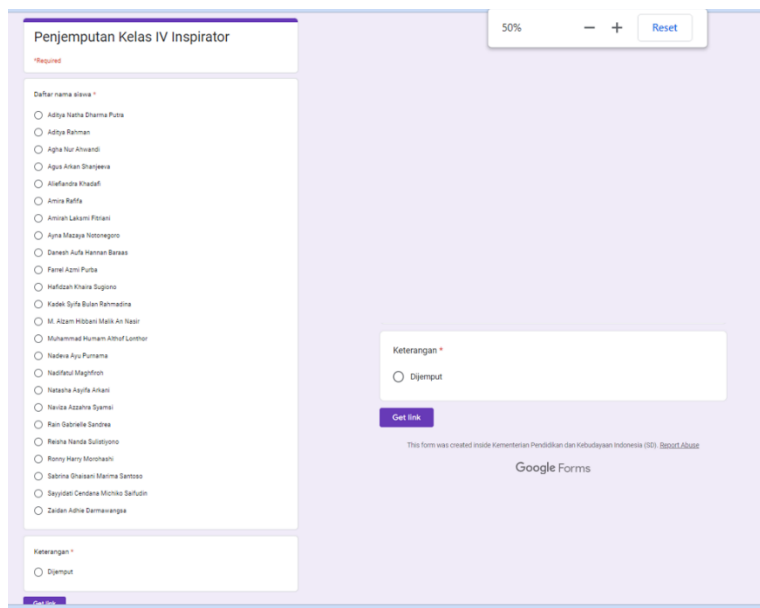 Penjemputan Kelas IV Inspirator
*Required
Daftar nama siswa *
Aditya Natha Dharma Putra
Aditya Rahman
Agha Nur Ahwandi
Agus Arkan Shanjeeva
Aliefiandra Khadafi
Amira Rafifa
Amirah Laksmi Fitriani
Ayna Mazaya Notonegoro
Danesh Aufa Hannan Baraas
Farrel Azmi Purba
Hafidzah Khaira Sugiono
Kadek Syifa Bulan Rahmadina
M. Alzam Hibbani Malik An Nasir
Muhammad Humam Althof Lonthor
Nadeva Ayu Purnama
Nadifatul Maghfiroh
Natasha Asyifa Arkani
Naviza Azzahra Syamsi
Rain Gabrielle Sandrea
Reisha Nanda Sulistiyono
Ronny Harry Morohashi
Sabrina Ghaisani Marima Santoso
Sayyideti Cendana Michiko Saifudin
Zaidan Adhie Darmawangsa
Keterangan *
Dijemput
Get link
50% − + Reset
Keterangan *
Dijemput
Get link
This form was created inside Kementerian Pendidikan dan Kebudayaan Indonesia (SD). Report Abuse
Google Forms